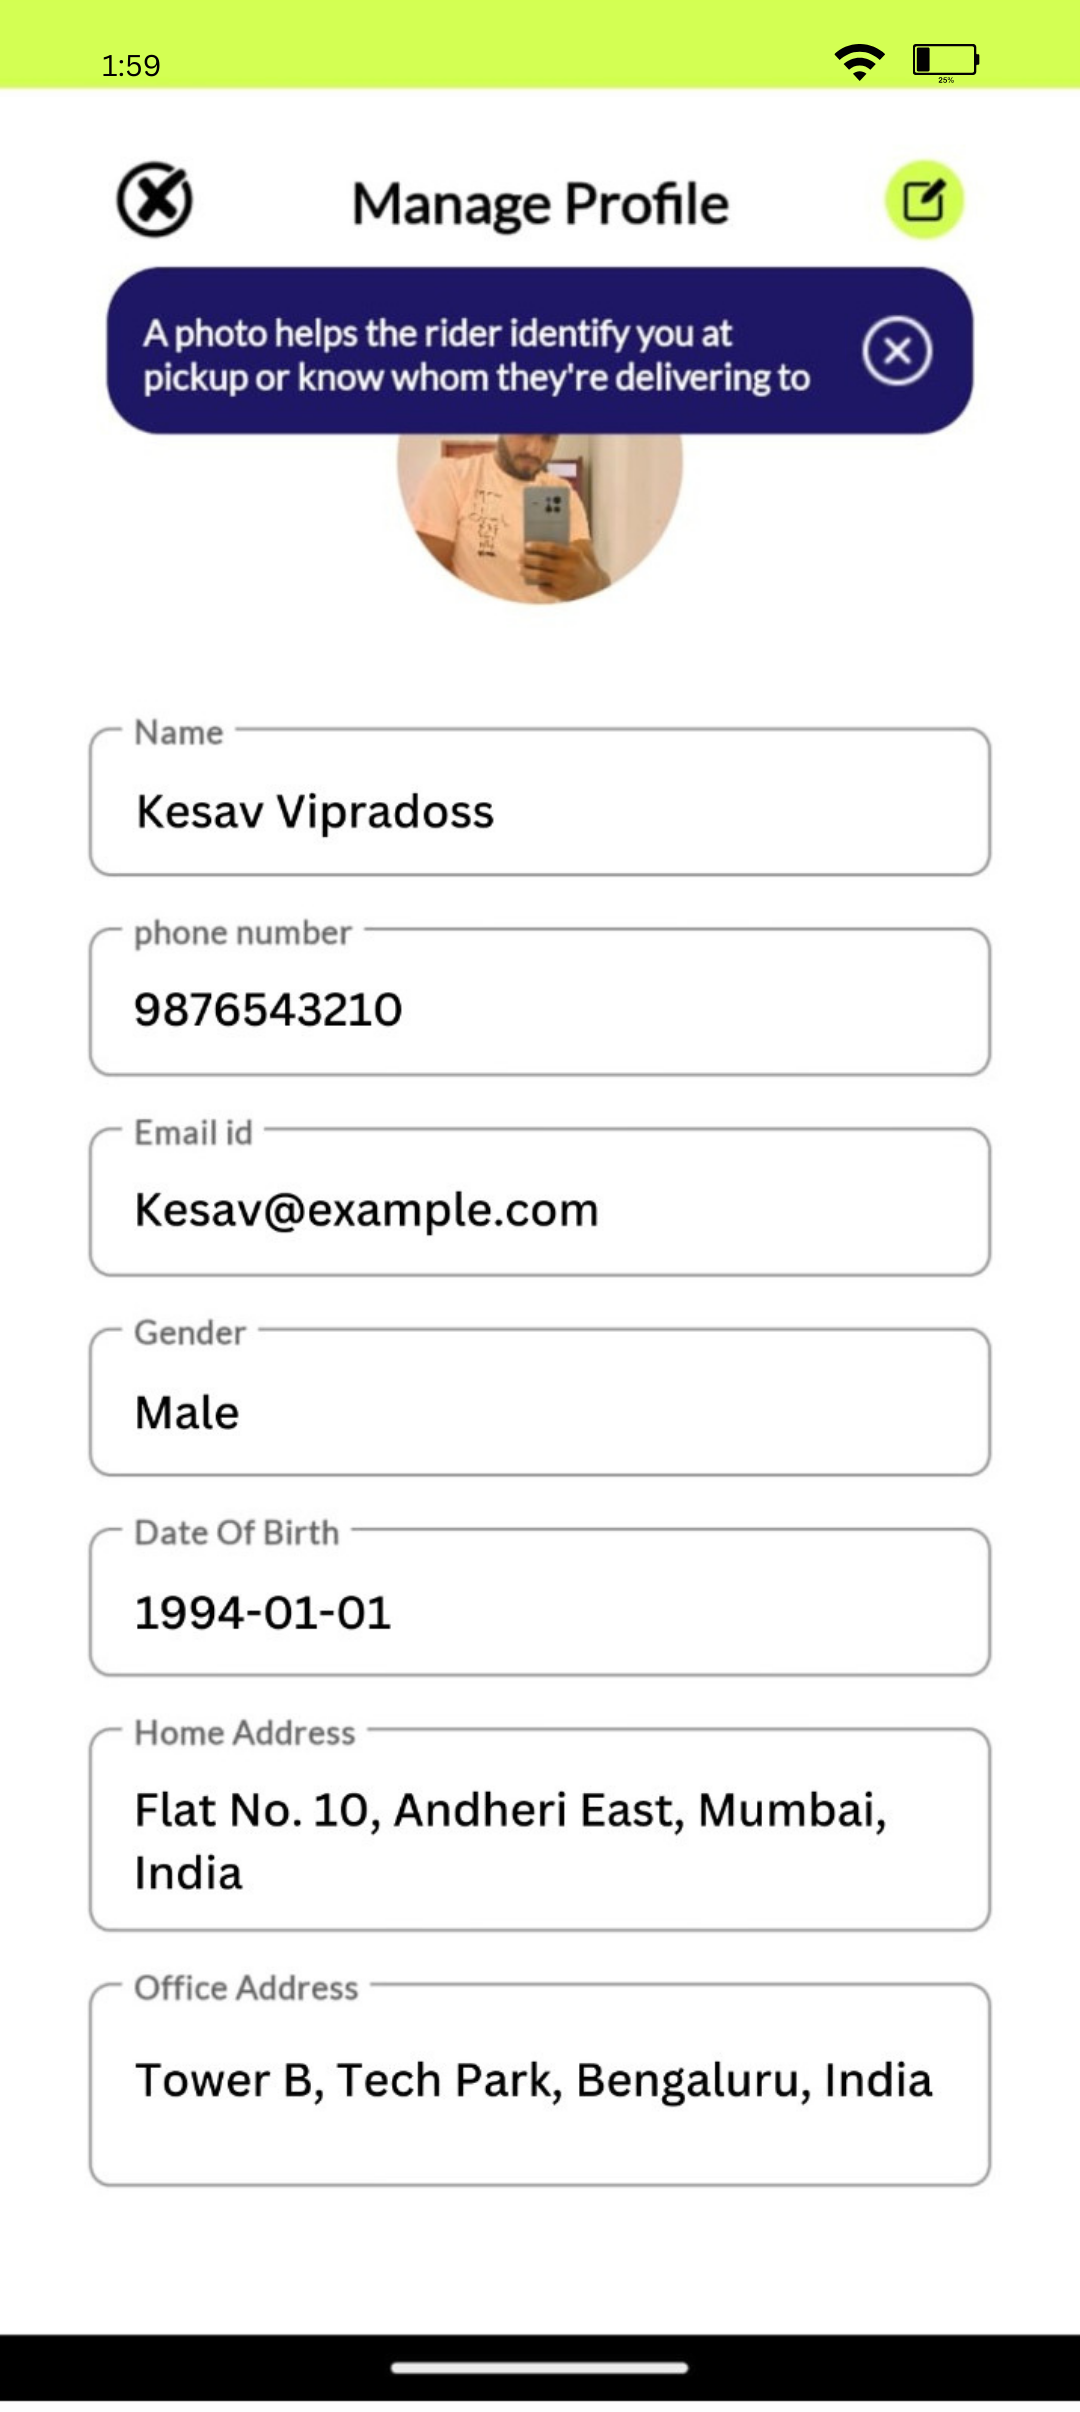 1:59
25%
Manage Profile
A photo helps the rider identify you at
pickup or know whom they're delivering to
Name
Kesav Vipradoss
phone number
9876543210
Email id
Kesav@example.com
Gender
Male
Date Of Birth
1994-01-01
Home Address
Flat No. 10, Andheri East, Mumbai,
India
Office Address
Tower B, Tech Park, Bengaluru, India